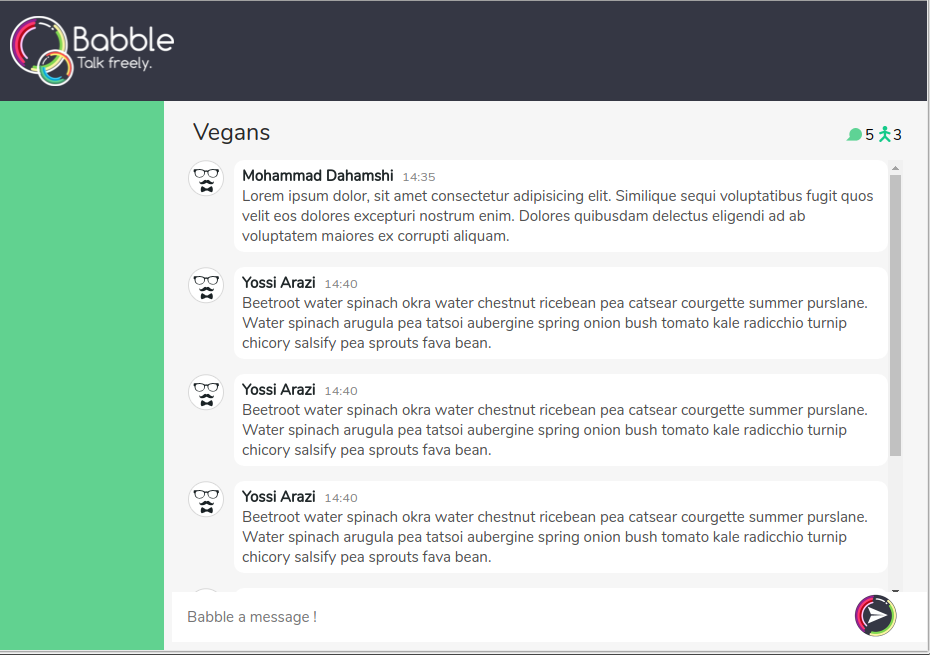 Babble
Talk freely.
Vegans
5 3
Mohammad Dahamshi 14:35
Lorem ipsum dolor, sit amet consectetur adipisicing elit. Similique sequi voluptatibus fugit quos
velit eos dolores excepturi nostrum enim. Dolores quibusdam delectus eligendi ad ab
voluptatem maiores ex corrupti aliquam.
Yossi Arazi 14:40
Beetroot water spinach okra water chestnut ricebean pea catsear courgette summer purslane.
Water spinach arugula pea tatsoi aubergine spring onion bush tomato kale radicchio turnip
chicory salsify pea sprouts fava bean.
Yossi Arazi 14:40
Beetroot water spinach okra water chestnut ricebean pea catsear courgette summer purslane.
Water spinach arugula pea tatsoi aubergine spring onion bush tomato kale radicchio turnip
chicory salsify pea sprouts fava bean.
Yossi Arazi 14:40
Beetroot water spinach okra water chestnut ricebean pea catsear courgette summer purslane.
Water spinach arugula pea tatsoi aubergine spring onion bush tomato kale radicchio turnip
chicory salsify pea sprouts fava bean.
Babble a message !